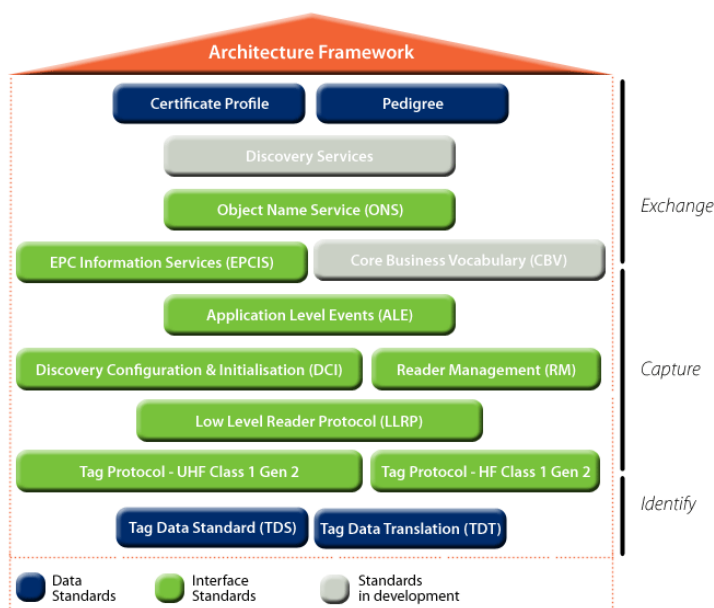 Architecture Framework
Certificate Profile
Pedigree
Discovery Services
Object Name Service (ONS)
Exchange
EPC Information Services (EPCIS)
Core Business Vocabulary (CBV)
Application Level Events (ALE)
Discovery Configuration & Initialisation (DCI)
Reader Management (RM)
Capture
Low Level Reader Protocol (LLRP)
Tag Protocol - UHF Class 1 Gen 2
Tag Protocol - HF Class 1 Gen 2
Identify
Tag Data Standard (TDS)
Tag Data Translation (TDT)
Data
Standards
Interface
Standards
Standards
in development